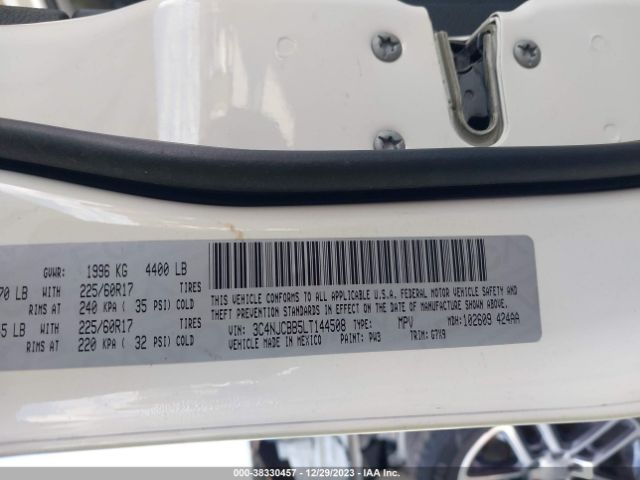 GVWR: 1996 KG 4400 LB
70 LB WITH 225/60R17 TIRES
RIMS AT 240 KPA ( 35 PSI) COLD
5 LB WITH 225/60R17 TIRES
RIMS AT 220 KPA ( 32 PSI) COLD
THIS VEHICLE CONFORMS TO ALL APPLICABLE U.S.A. FEDERAL MOTOR VEHICLE SAFETY AND
THEFT PREVENTION STANDARDS IN EFFECT ON THE DATE OF MANUFACTURE SHOWN ABOVE.
VIN: 3C4NJCBB5LT144508 TYPE: MPV MDH: 102609 424AA
VEHICLE MADE IN MEXICO PAINT: PW3 TRIM: G7X9
000-38330457 - 12/29/2023 - IAA Inc.